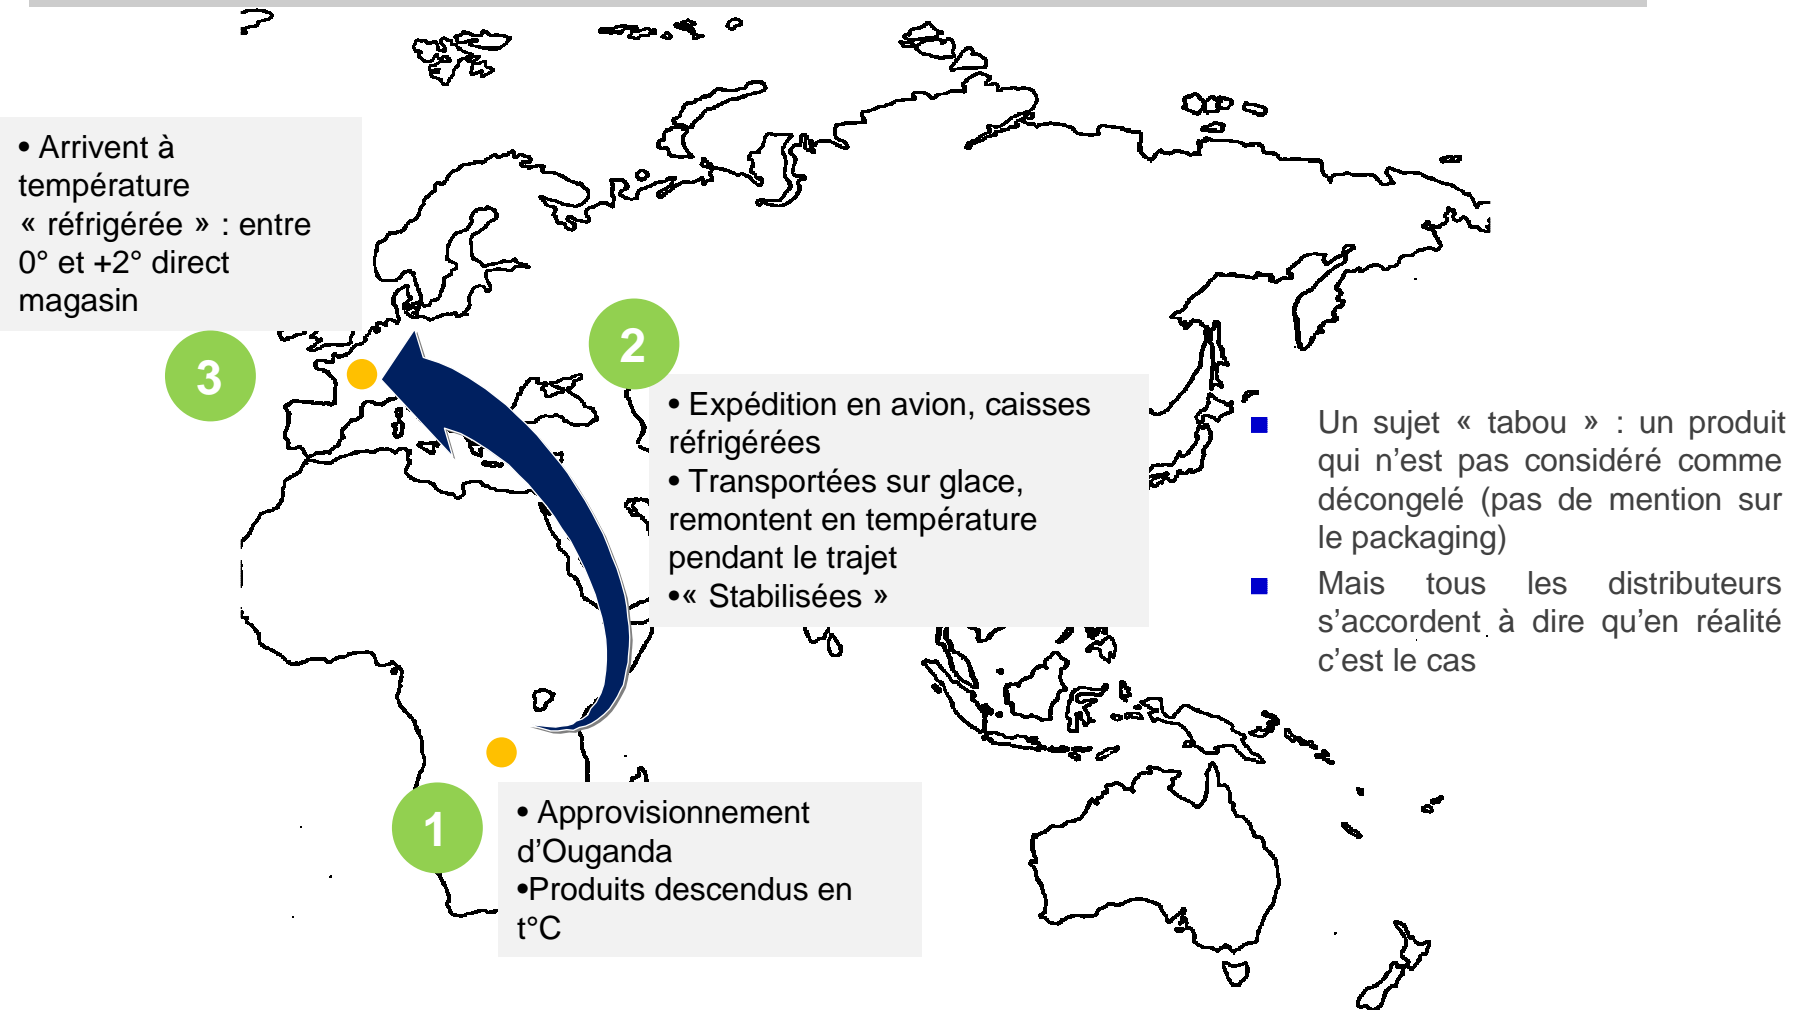 • Arrivent à
température
« réfrigérée » : entre
0° et +2° direct
magasin
3
2
• Expédition en avion, caisses
réfrigérées
• Transportées sur glace,
remontent en température
pendant le trajet
•« Stabilisées »
1
• Approvisionnement
d’Ouganda
•Produits descendus en
t°C
Un sujet « tabou » : un produit
qui n’est pas considéré comme
décongelé (pas de mention sur
le packaging)
Mais tous les distributeurs
s’accordent à dire qu’en réalité
c’est le cas